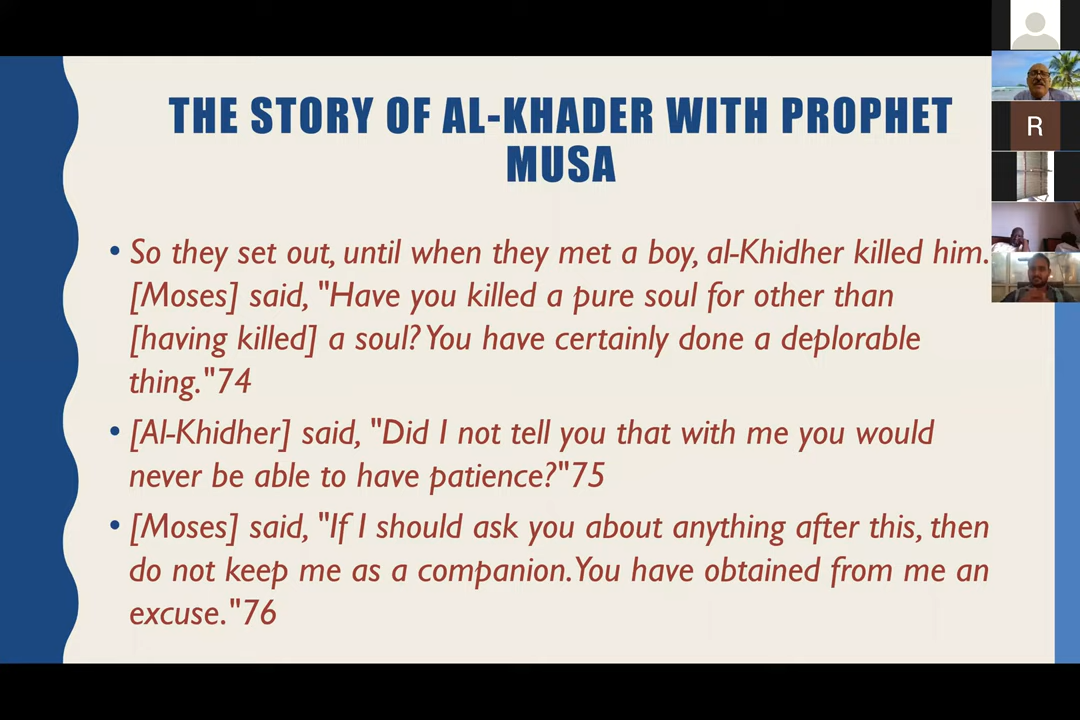 THE STORY OF AL-KHADER WITH PROPHET
MUSA
• So they set out, until when they met a boy, al-Khidher killed him.
[Moses] said, "Have you killed a pure soul for other than
[having killed] a soul? You have certainly done a deplorable
thing."74
• [Al-Khidher] said, "Did I not tell you that with me you would
never be able to have patience?"75
• [Moses] said, "If I should ask you about anything after this, then
do not keep me as a companion. You have obtained from me an
excuse."76
R